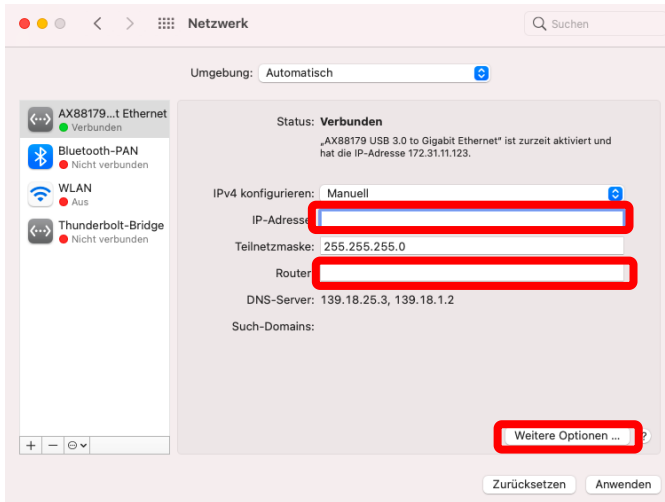 Netzwerk
Suchen
Umgebung: Automatisch
AX88179...t Ethernet
Verbunden
Bluetooth-PAN
Nicht verbunden
WLAN
Aus
Thunderbolt-Bridge
Nicht verbunden
Status: Verbunden
„AX88179 USB 3.0 to Gigabit Ethernet" ist zurzeit aktiviert und
hat die IP-Adresse 172.31.11.123.
IPv4 konfigurieren: Manuell
IP-Adresse
Teilnetzmaske: 255.255.255.0
Router
DNS-Server: 139.18.25.3, 139.18.1.2
Such-Domains:
Weitere Optionen ... ?
Zurücksetzen Anwenden